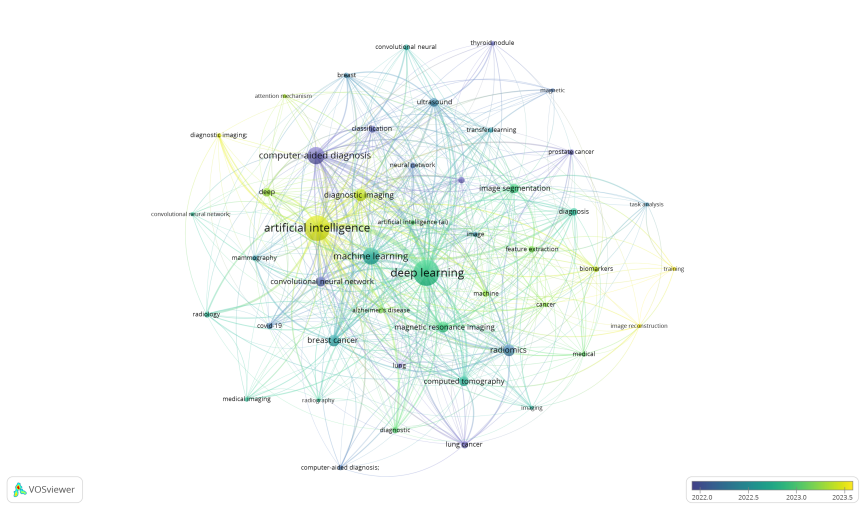 convolutional neural
thyroid nodule
breast
magnetic
attention mechanism
ultrasound
classification
transfer learning
diagnostic imaging;
computer-aided diagnosis
prostate cancer
neural network
deep
diagnostic imaging
image segmentation
task analysis
convolutional neural network;
diagnosis
artificial intelligence (ai)
artificial intelligence
image
feature extraction
machine learning
mammography
deep learning
biomarkers
training
convolutional neural network
machine
cancer
alzheimer's disease
radiology
covid-19
magnetic resonance imaging
image reconstruction
breast cancer
radiomics
medical
lung
computed tomography
medical imaging
radiography
imaging
diagnostic
lung cancer
computer-aided diagnosis;
VOSviewer
2022.0 2022.5 2023.0 2023.5